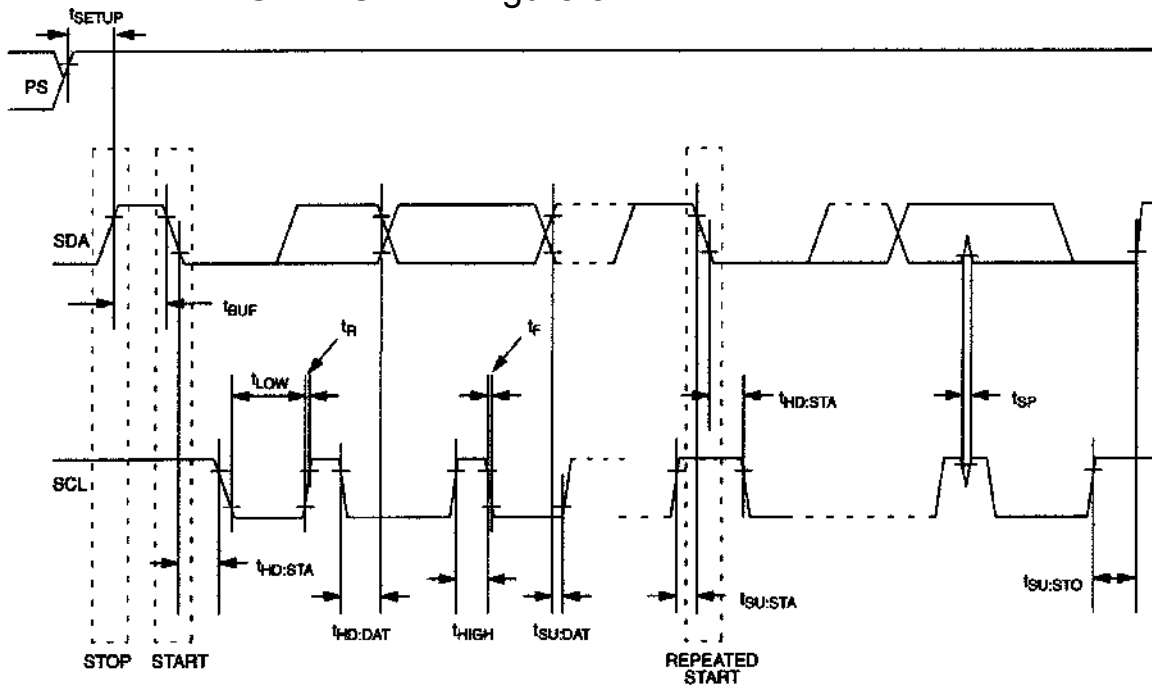 tSETUP
PS
SDA
tBUF
tR
tF
tLOW
tHD:STA
tSP
SCL
tHD:STA
tSU:STA
tSU:STO
tHD:DAT
tHIGH
tSU:DAT
STOP
START
REPEATED
START